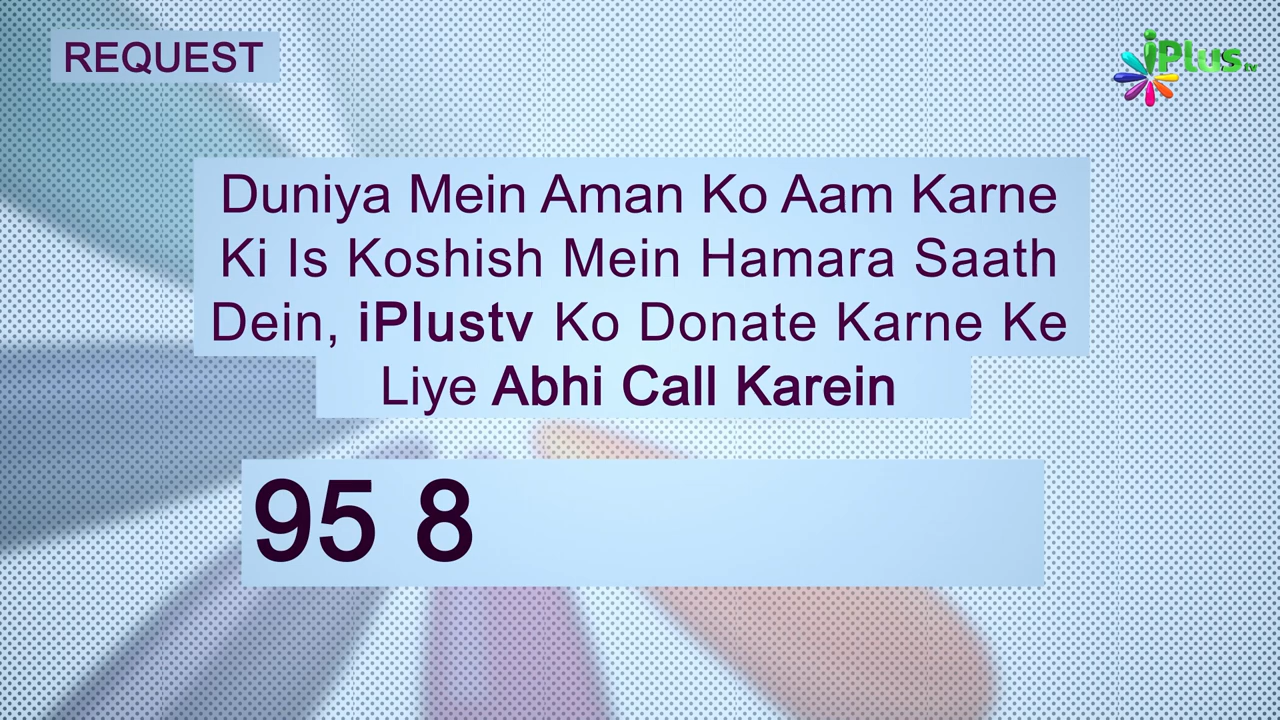 REQUEST
iPlus.tv
Duniya Mein Aman Ko Aam Karne
Ki Is Koshish Mein Hamara Saath
Dein, iPlustv Ko Donate Karne Ke
Liye Abhi Call Karein
95 8